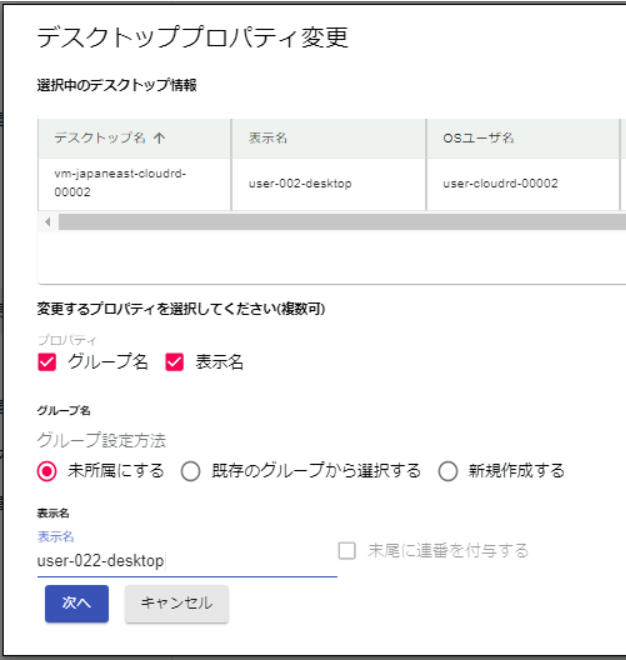 デスクトッププロパティ変更
選択中のデスクトップ情報
デスクトップ名 ↑ 表示名 OSユーザ名
vm-japaneast-cloudrd-00002 user-002-desktop user-cloudrd-00002
変更するプロパティを選択してください(複数可)
プロパティ
グループ名 表示名
グループ名
グループ設定方法
未所属にする 既存のグループから選択する 新規作成する
表示名
表示名
user-022-desktop 末尾に連番を付与する
次へ キャンセル